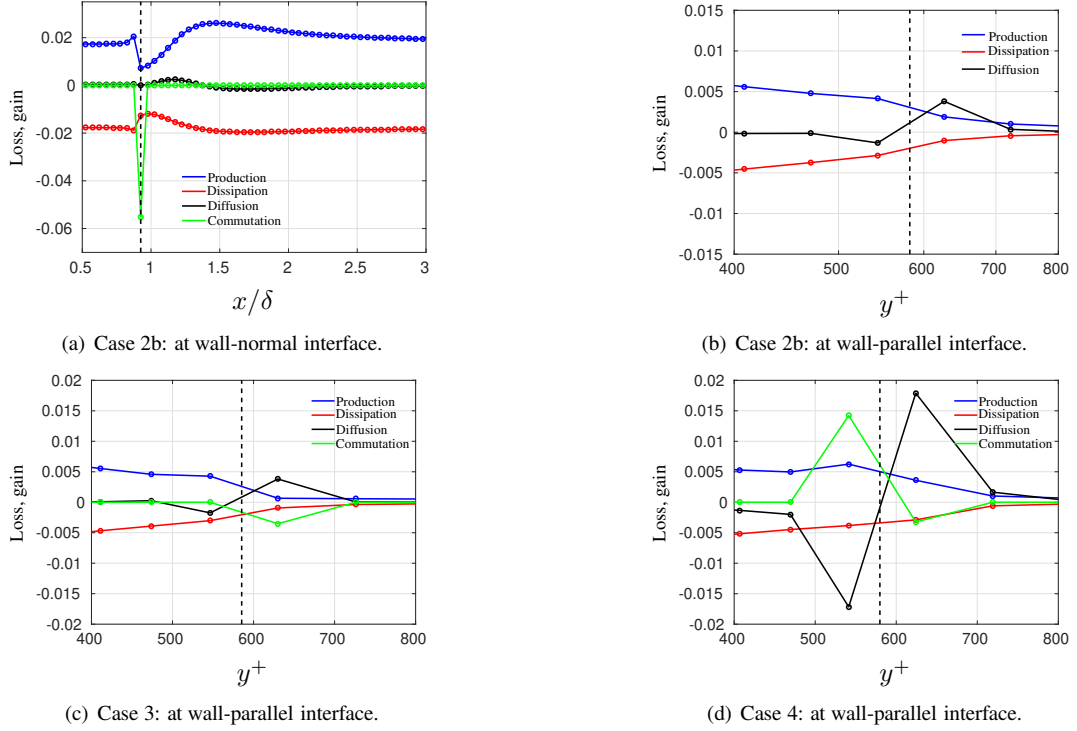 0.02
0
-0.02
-0.04
-0.06
Loss, gain
Production
Dissipation
Diffusion
Commutation
0.5 1 1.5 2 2.5 3
x/δ
(a) Case 2b: at wall-normal interface.
0.015
0.01
0.005
0
-0.005
-0.01
-0.015
Loss, gain
Production
Dissipation
Diffusion
400 500 600 700 800
y+
(b) Case 2b: at wall-parallel interface.
0.02
0.015
0.01
0.005
0
-0.005
-0.01
-0.015
-0.02
Loss, gain
Production
Dissipation
Diffusion
Commutation
400 500 600 700 800
y+
(c) Case 3: at wall-parallel interface.
0.02
0.015
0.01
0.005
0
-0.005
-0.01
-0.015
-0.02
Loss, gain
Production
Dissipation
Diffusion
Commutation
400 500 600 700 800
y+
(d) Case 4: at wall-parallel interface.